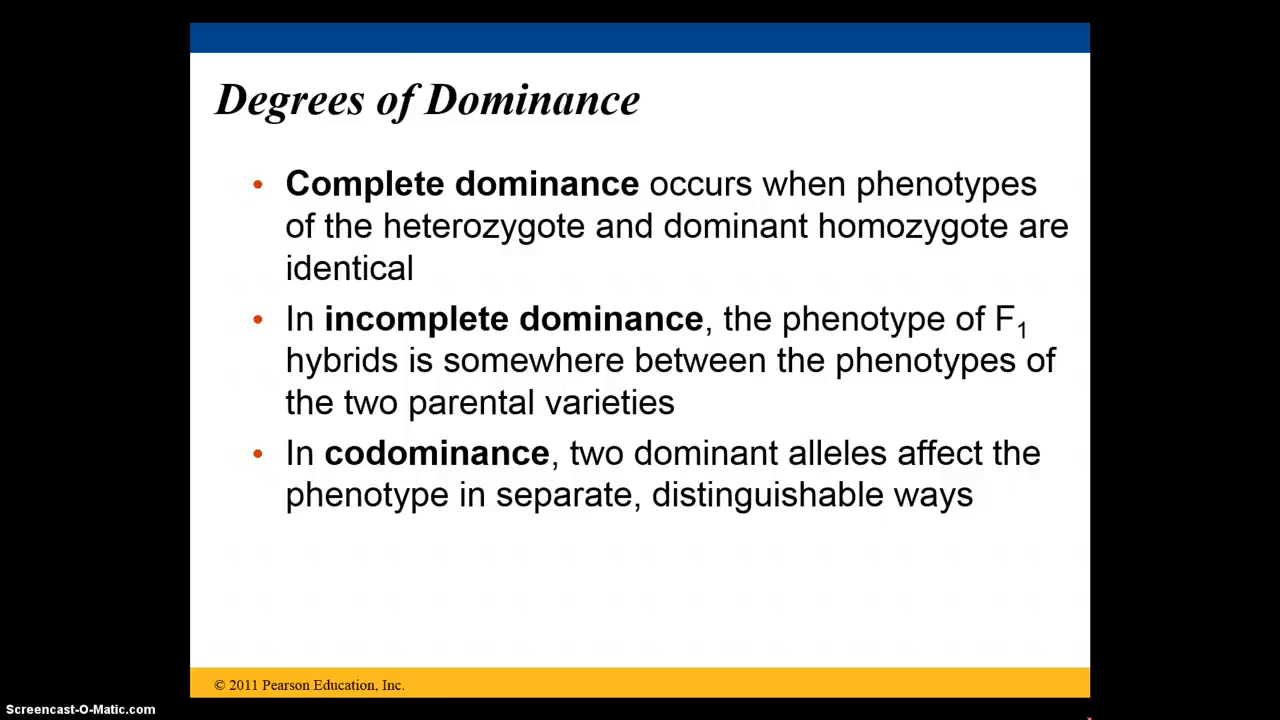 Degrees of Dominance
• Complete dominance occurs when phenotypes
of the heterozygote and dominant homozygote are
identical
• In incomplete dominance, the phenotype of F₁
hybrids is somewhere between the phenotypes of
the two parental varieties
• In codominance, two dominant alleles affect the
phenotype in separate, distinguishable ways
© 2011 Pearson Education, Inc.
Screencast-O-Matic.com